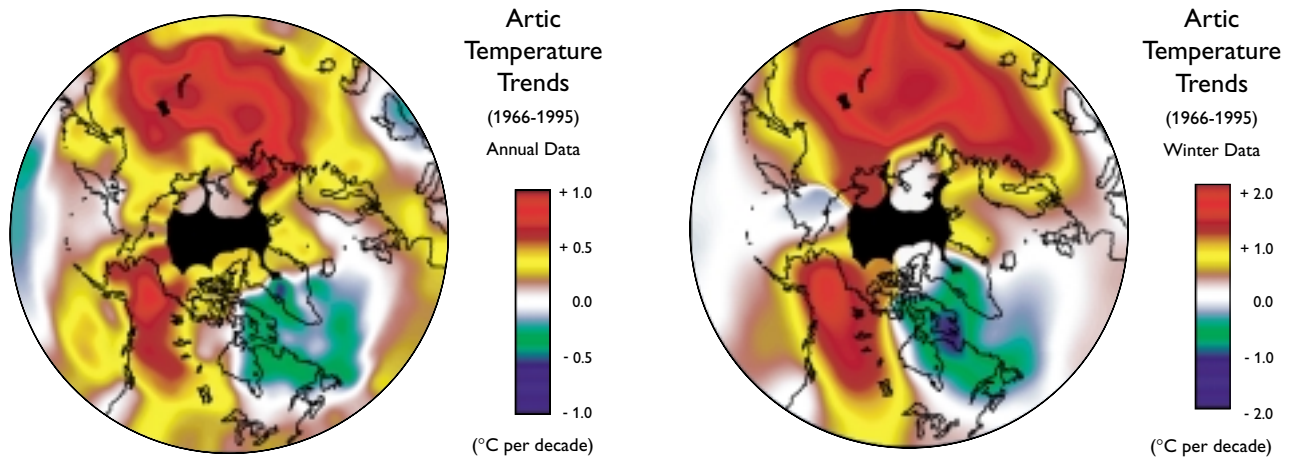 Artic
Temperature
Trends
(1966-1995)
Annual Data
+ 1.0
+ 0.5
0.0
- 0.5
- 1.0
(°C per decade)
Artic
Temperature
Trends
(1966-1995)
Winter Data
+ 2.0
+ 1.0
0.0
- 1.0
- 2.0
(°C per decade)